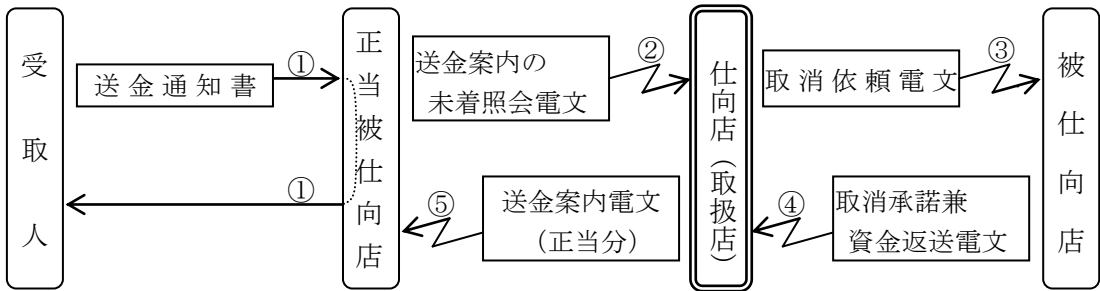 受取人
送金通知書
①
①
正当被仕向店
送金案内の
未着照会電文
②
送金案内電文
(正当分)
⑤
仕向店(取扱店)
取消依頼電文
③
取消承諾兼
資金返送電文
④
被仕向店